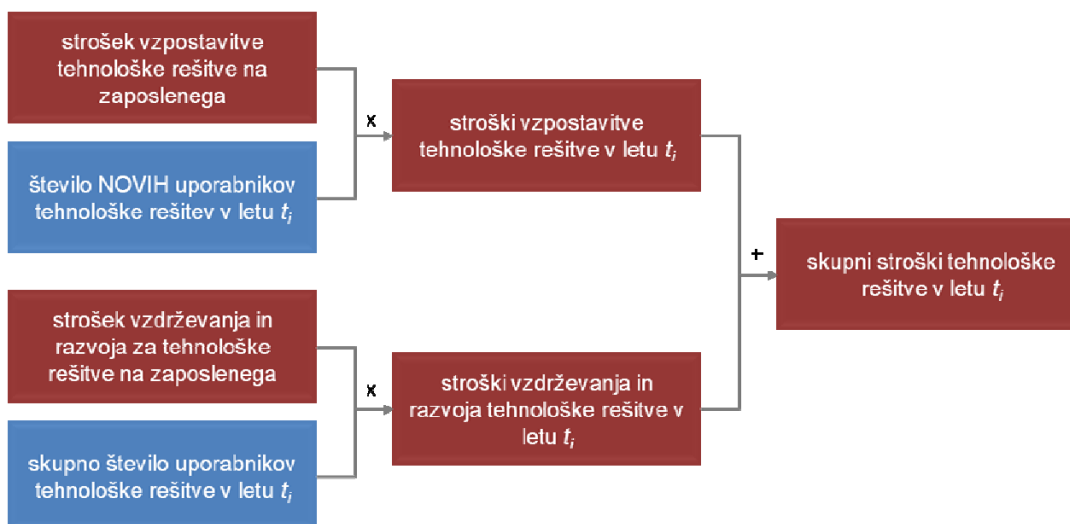 strošek vzpostavitve
tehnološke rešitve na
zaposlenega
x
število NOVIH uporabnikov
tehnološke rešitev v letu ti
stroški vzpostavitve
tehnološke rešitve v letu ti
strošek vzdrževanja in
razvoja za tehnološke
rešitve na zaposlenega
x
skupno število uporabnikov
tehnološke rešitve v letu ti
stroški vzdrževanja in
razvoja tehnološke rešitve v
letu ti
+
skupni stroški tehnološke
rešitve v letu ti